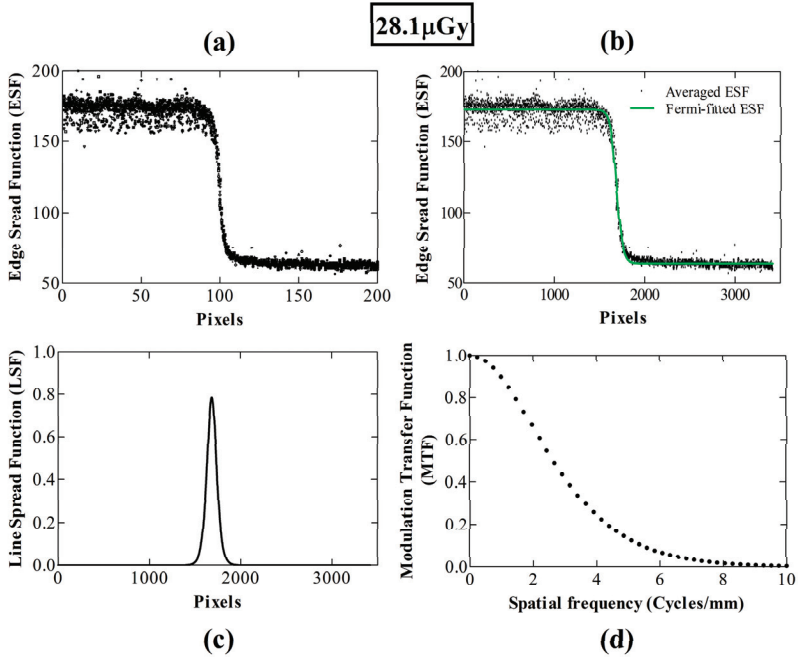 28.1μGy
(a)
(b)
Edge Sread Function (ESF)
200
150
100
50
0
50
100
150
200
Pixels
Edge Sread Function (ESF)
200
150
100
50
0
1000
2000
3000
Pixels
Averaged ESF
Fermi-fitted ESF
Line Spread Function (LSF)
1.0
0.8
0.6
0.4
0.2
0.0
0
1000
2000
3000
Pixels
(c)
Modulation Transfer Function
(MTF)
1.0
0.8
0.6
0.4
0.2
0.0
0
2
4
6
8
10
Spatial frequency (Cycles/mm)
(d)